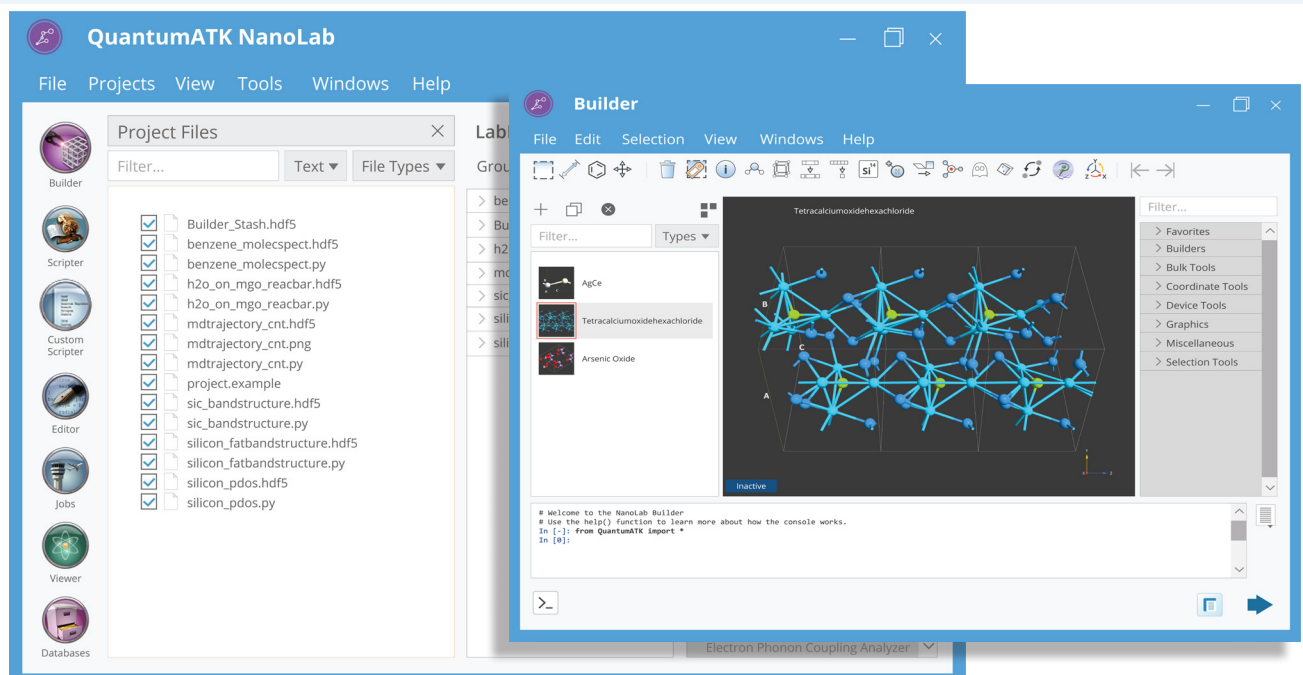 QuantumATK NanoLab
File Projects View Tools Windows Help
Builder
Scripter
Custom
Scripter
Editor
Jobs
Viewer
Databases
Project Files
Filter... Text File Types
Builder_Stash.hdf5
benzene_molecspect.hdf5
benzene_molecspect.py
h2o_on_mgo_reacbar.hdf5
h2o_on_mgo_reacbar.py
mdtrajectory_cnt.hdf5
mdtrajectory_cnt.png
mdtrajectory_cnt.py
project.example
sic_bandstructure.hdf5
sic_bandstructure.py
silicon_fatbandstructure.hdf5
silicon_fatbandstructure.py
silicon_pdos.hdf5
silicon_pdos.py
Electron Phonon Coupling Analyzer
Builder
File Edit Selection View Windows Help
Filter... Types
AgCe
Tetracalciumoxidehexachloride
Arsenic Oxide
Tetracalciumoxidehexachloride
B
C
A
Inactive
Filter...
Favorites
Builders
Bulk Tools
Coordinate Tools
Device Tools
Graphics
Miscellaneous
Selection Tools
# Welcome to the NanoLab Builder
# Use the help() function to learn more about how the console works.
In [-]: from QuantumATK import *
In [0]: